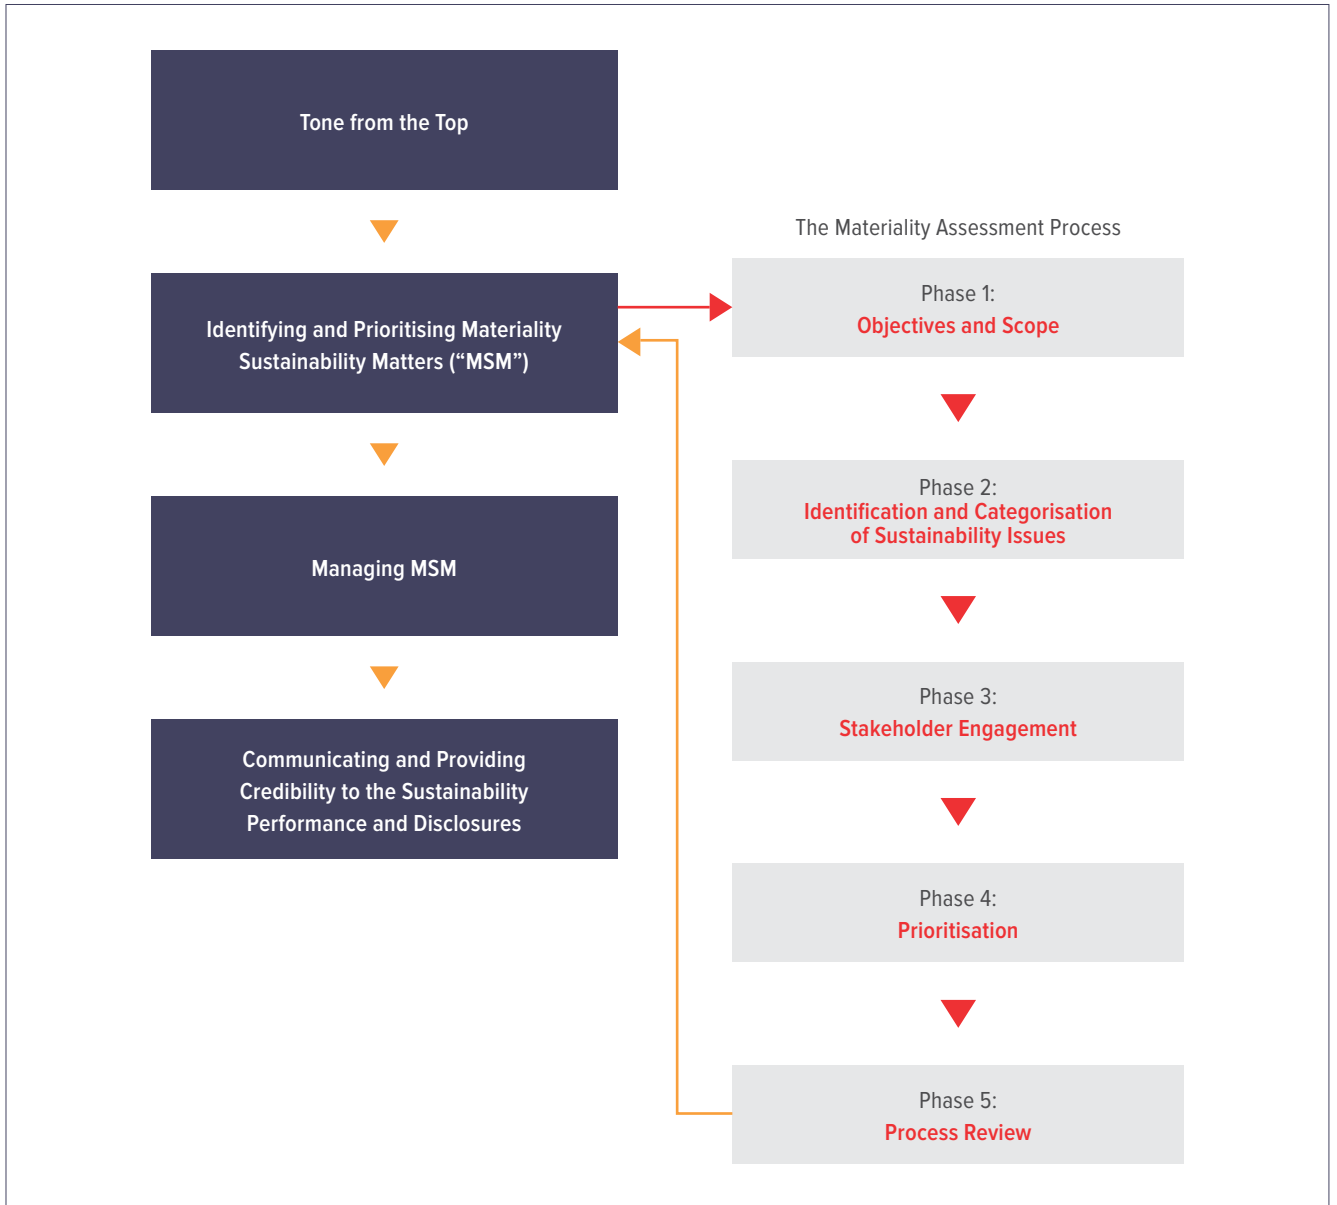 Tone from the Top
Identifying and Prioritising Materiality
Sustainability Matters (“MSM”)
Managing MSM
Communicating and Providing
Credibility to the Sustainability
Performance and Disclosures
The Materiality Assessment Process
Phase 1:
Objectives and Scope
Phase 2:
Identification and Categorisation
of Sustainability Issues
Phase 3:
Stakeholder Engagement
Phase 4:
Prioritisation
Phase 5:
Process Review